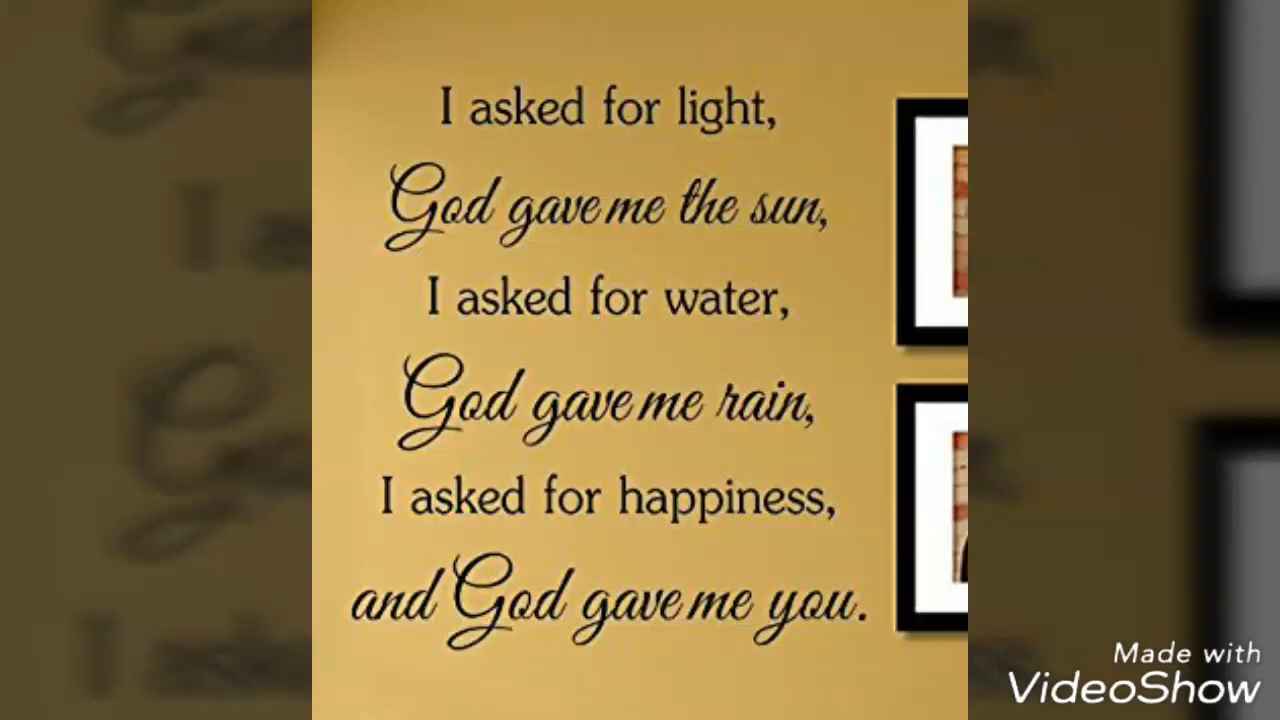 I asked for light,
God gave me the sun,
I asked for water,
God gave me rain,
I asked for happiness,
and God gave me you.
Made with
VideoShow